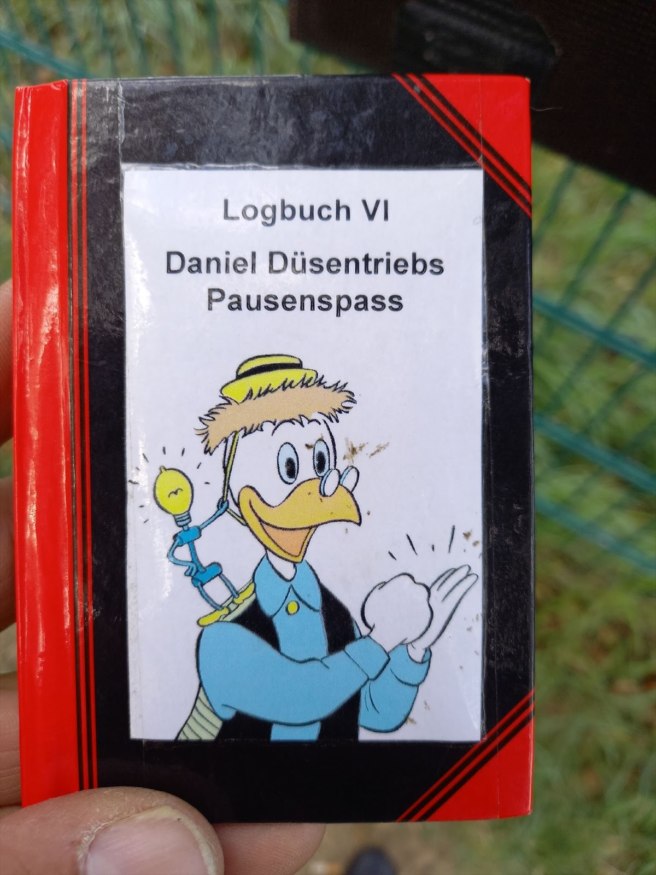 Logbuch VI
Daniel Düsentriebs
Pausenspass